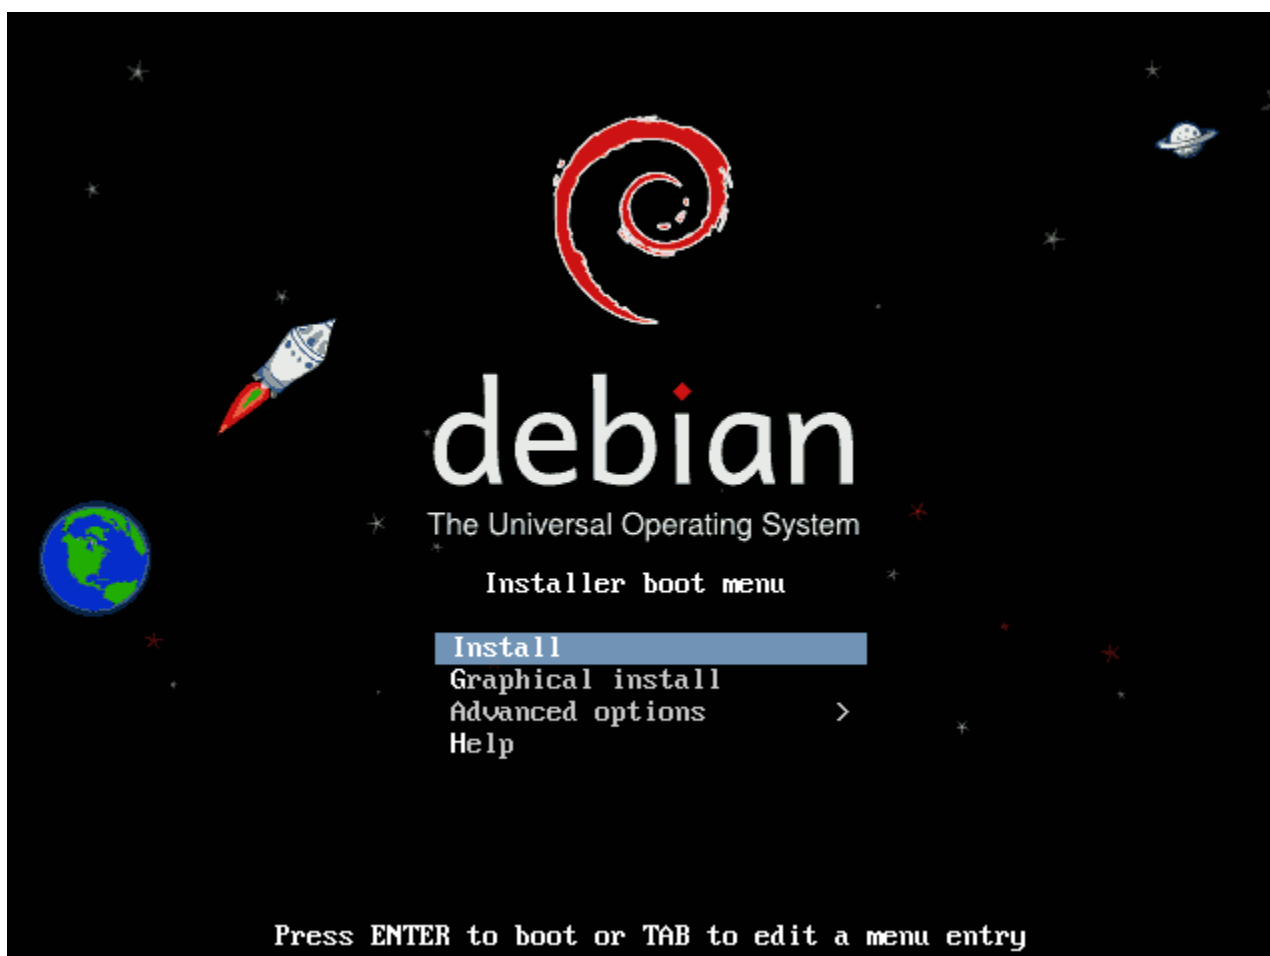 debian
The Universal Operating System
Installer boot menu
Install
Graphical install
Advanced options >
Help
Press ENTER to boot or TAB to edit a menu entry